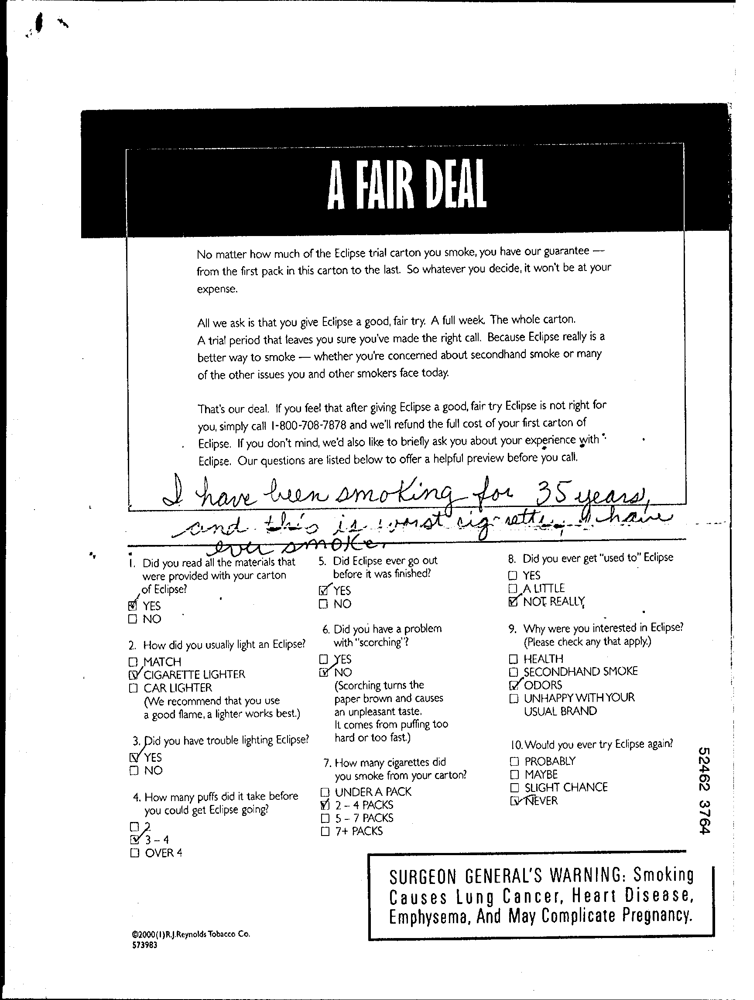 A FAIR DEAL
No matter how much of the Eclipse trial carton you smoke, you have our guarantee —
from the first pack in this carton to the last. So whatever you decide, it won't be at your
expense.
All we ask is that you give Eclipse a good, fair try. A full week. The whole carton.
A trial period that leaves you sure you've made the right call. Because Eclipse really is a
better way to smoke — whether you're concerned about secondhand smoke or many
of the other issues you and other smokers face today.
That's our deal. If you feel that after giving Eclipse a good, fair try Eclipse is not right for
you, simply call 1-800-708-7878 and we'll refund the full cost of your first carton of
Eclipse. If you don't mind, we'd also like to briefly ask you about your experience with
Eclipse. Our questions are listed below to offer a helpful preview before you call.
I have been smoking for 35 years,
and this is worst cigrette, I have
ever smoke.
1. Did you read all the materials that
were provided with your carton
of Eclipse?
YES
NO
2. How did you usually light an Eclipse?
MATCH
CIGARETTE LIGHTER
CAR LIGHTER
(We recommend that you use
a good flame, a lighter works best.)
3. Did you have trouble lighting Eclipse?
YES
NO
4. How many puffs did it take before
you could get Eclipse going?
2
3 – 4
OVER 4
5. Did Eclipse ever go out
before it was finished?
YES
NO
6. Did you have a problem
with "scorching"?
YES
NO
(Scorching turns the
paper brown and causes
an unpleasant taste.
It comes from puffing too
hard or too fast.)
7. How many cigarettes did
you smoke from your carton?
UNDER A PACK
2 – 4 PACKS
5 – 7 PACKS
7+ PACKS
8. Did you ever get "used to" Eclipse
YES
A LITTLE
NOT REALLY
9. Why were you interested in Eclipse?
(Please check any that apply.)
HEALTH
SECONDHAND SMOKE
ODORS
UNHAPPY WITH YOUR
USUAL BRAND
10. Would you ever try Eclipse again?
PROBABLY
MAYBE
SLIGHT CHANCE
NEVER
52462 3764
SURGEON GENERAL'S WARNING: Smoking
Causes Lung Cancer, Heart Disease,
Emphysema, And May Complicate Pregnancy.
©2000 (1) R.J. Reynolds Tobacco Co.
573983